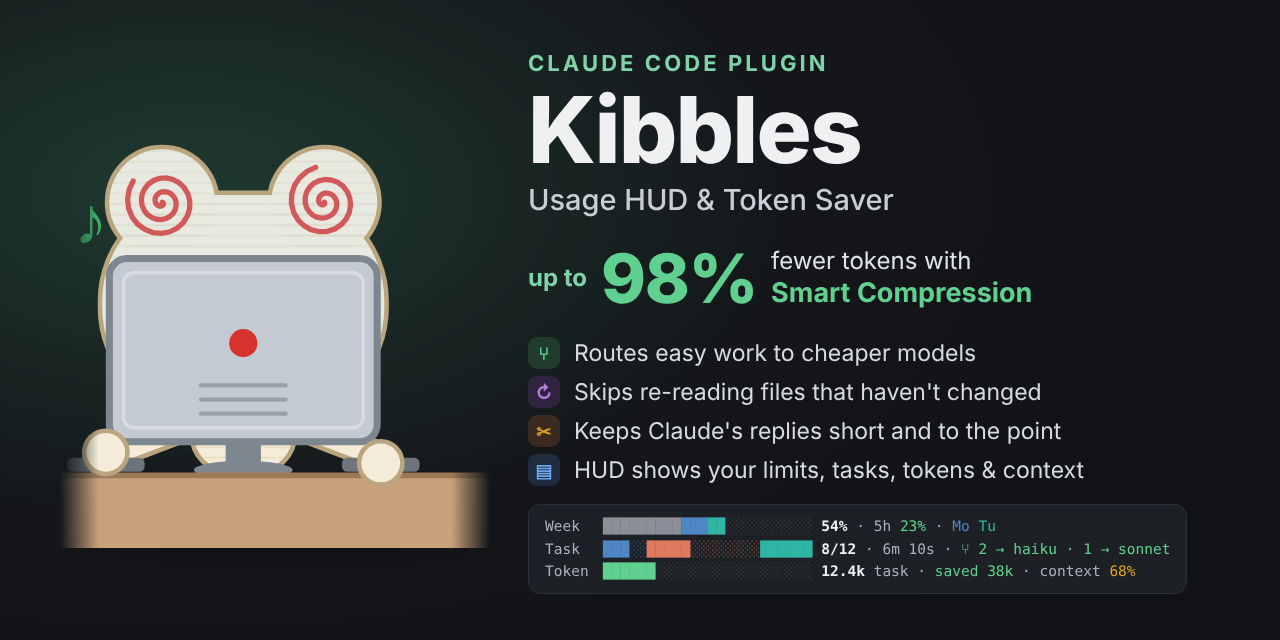 CLAUDE CODE PLUGIN
Kibbles
Usage HUD & Token Saver
up to 98% fewer tokens with
Smart Compression
Routes easy work to cheaper models
Skips re-reading files that haven't changed
Keeps Claude's replies short and to the point
HUD shows your limits, tasks, tokens & context
Week 54% · 5h 23% · Mo Tu
Task 8/12 · 6m 10s · ⑂ 2 → haiku · 1 → sonnet
Token 12.4k task · saved 38k · context 68%